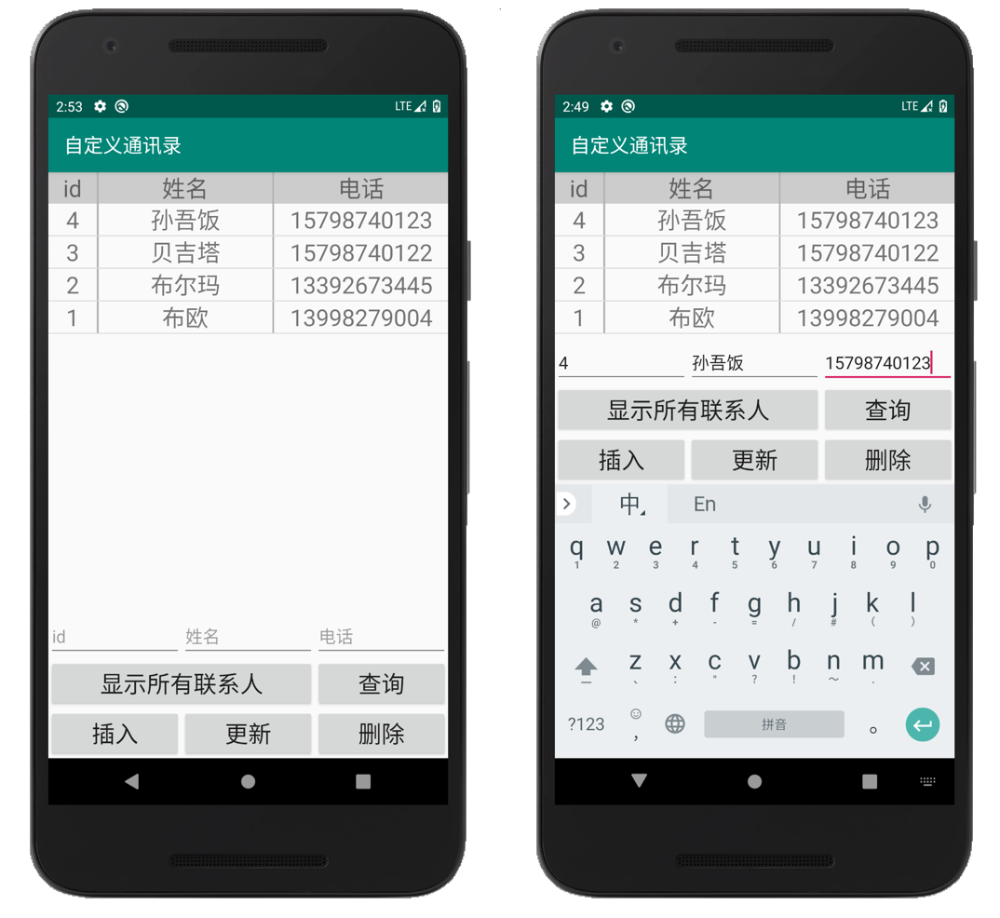 2:53 LTE
自定义通讯录
id 姓名 电话
4 孙吾饭 15798740123
3 贝吉塔 15798740122
2 布尔玛 13392673445
1 布欧 13998279004
id 姓名 电话
显示所有联系人 查询
插入 更新 删除
2:49 LTE
自定义通讯录
id 姓名 电话
4 孙吾饭 15798740123
3 贝吉塔 15798740122
2 布尔玛 13392673445
1 布欧 13998279004
4 孙吾饭 15798740123
显示所有联系人 查询
插入 更新 删除
中 En
q w e r t y u i o p
1 2 3 4 5 6 7 8 9 0
a s d f g h j k l
@ * + - = / # ( )
z x c v b n m
、 : " ? ! ～ .
?123 , 拼音 。